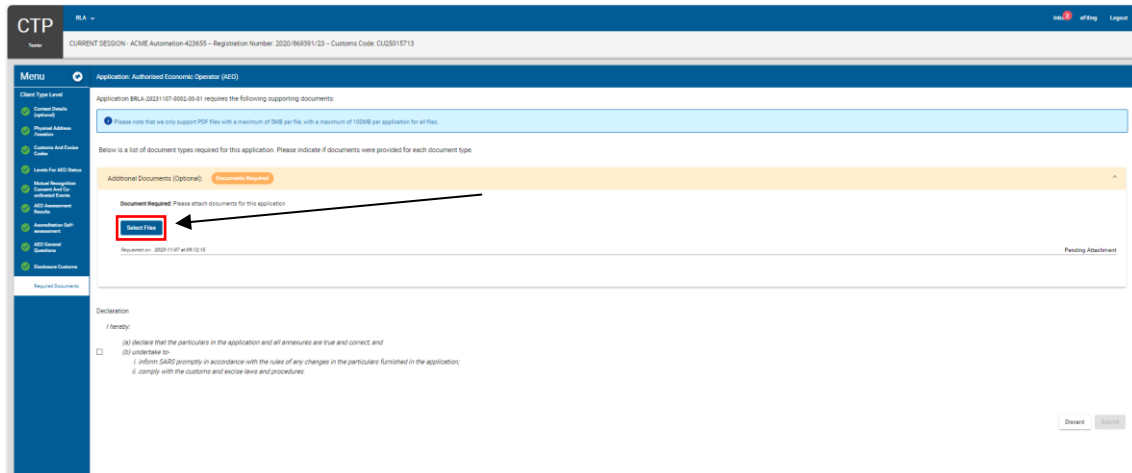 CTP
RLA
Inbox
eFiling
Logout
Tester
CURRENT SESSION - ACME Automation-423655 – Registration Number: 2020/869391/23 – Customs Code: CU25015713
Menu
Application: Authorised Economic Operator (AEO)
Client Type Level
Contact Details
(optional)
Physical Address
/location
Customs And Excise
Codes
Levels For AEO Status
Mutual Recognition
Consent And Co-
ordinated Events
AEO Assessment
Results
Accreditation Self-
assessment
AEO General
Questions
Disclosure Customs
Required Documents
Application BRLA-20231107-0002-00-01 requires the following supporting documents:
Please note that we only support PDF files with a maximum of 5MB per file, with a maximum of 100MB per application for all files.
Below is a list of document types required for this application. Please indicate if documents were provided for each document type.
Additional Documents (Optional):
Documents Required
Document Required: Please attach documents for this application
Select Files
Requested on: 2023-11-07 at 09:12:15
Pending Attachment
Declaration
I hereby:
(a) declare that the particulars in the application and all annexures are true and correct; and
(b) undertake to-
i. inform SARS promptly in accordance with the rules of any changes in the particulars furnished in the application;
ii. comply with the customs and excise laws and procedures.
Discard
Submit